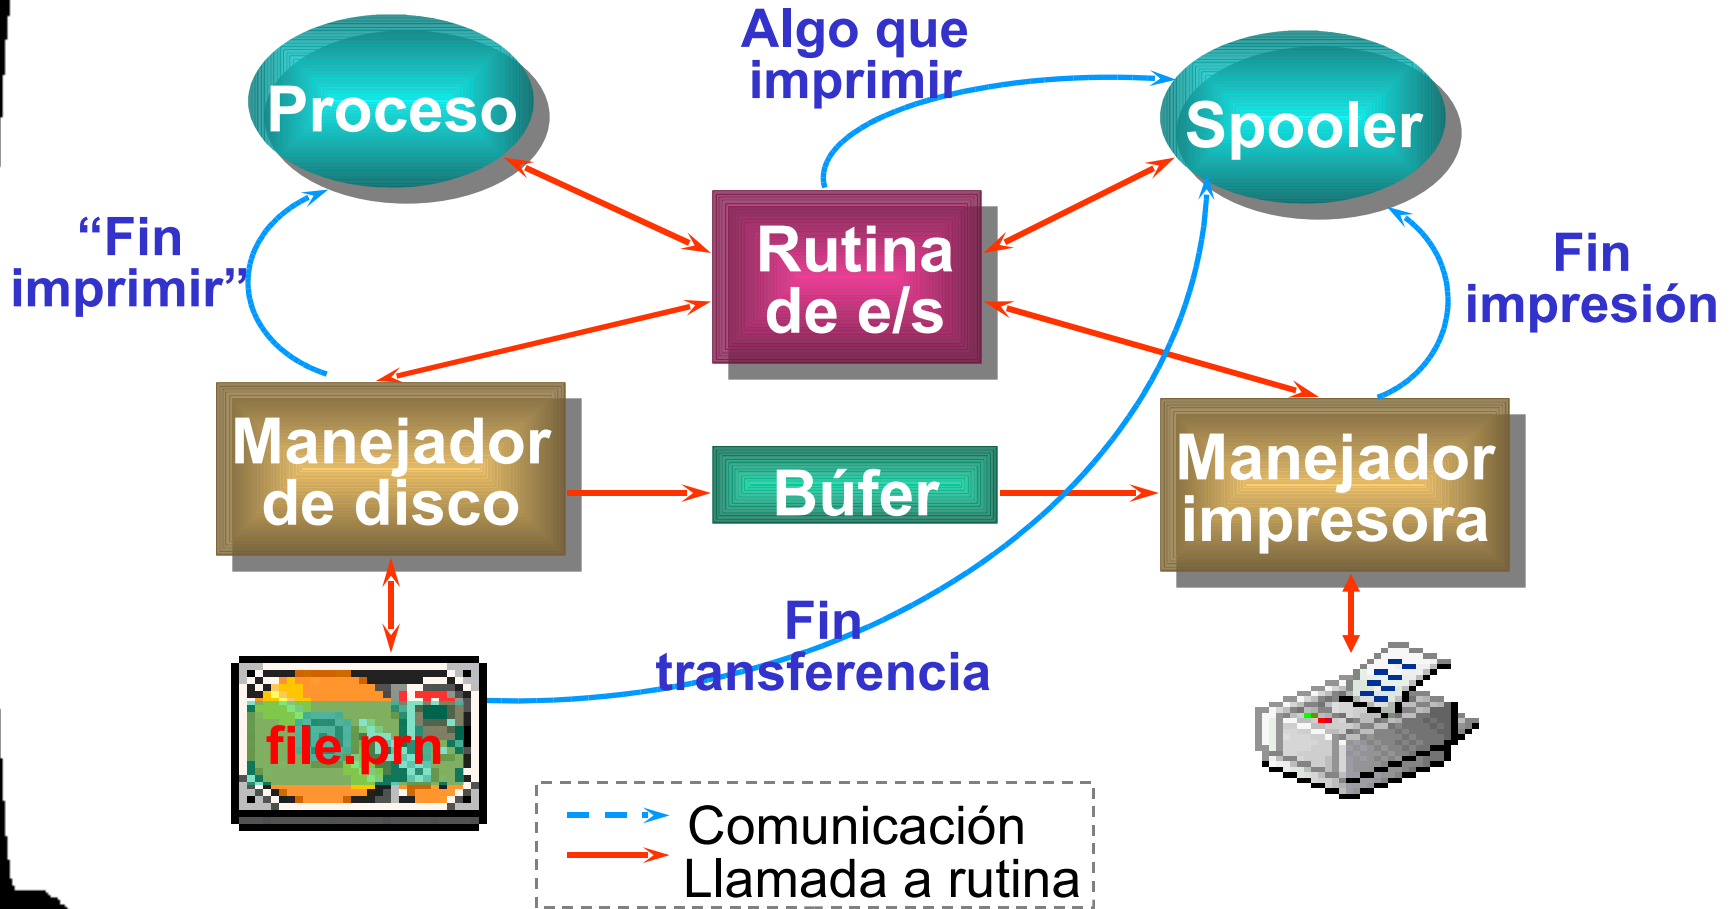 Algo que
imprimir
Proceso
Spooler
“Fin
imprimir”
Rutina
de e/s
Fin
impresión
Manejador
de disco
Búfer
Manejador
impresora
Fin
transferencia
file.prn
Comunicación
Llamada a rutina